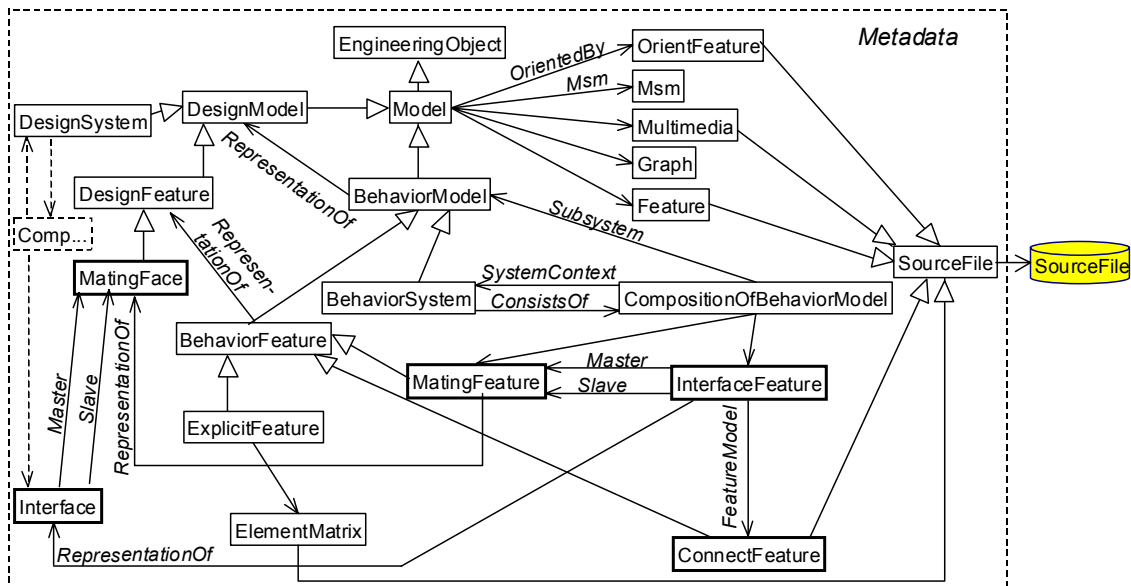 EngineeringObject
OrientedBy
OrientFeature
Metadata
Msm
Msm
DesignSystem
DesignModel
Model
Multimedia
RepresentationOf
Graph
DesignFeature
BehaviorModel
Feature
Subsystem
Comp...
Represen-
tationOf
SourceFile
SourceFile
MatingFace
SystemContext
BehaviorSystem
ConsistsOf
CompositionOfBehaviorModel
BehaviorFeature
Master
Slave
RepresentationOf
MatingFeature
Master
Slave
InterfaceFeature
ExplicitFeature
FeatureModel
Interface
ElementMatrix
RepresentationOf
ConnectFeature